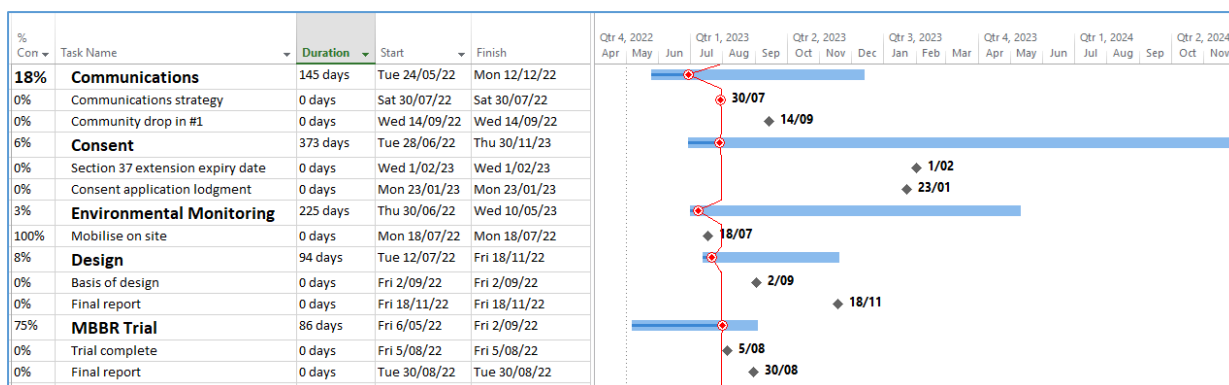 % Con Task Name Duration Start Finish
Qtr 4, 2022 Qtr 1, 2023 Qtr 2, 2023 Qtr 3, 2023 Qtr 4, 2023 Qtr 1, 2024 Qtr 2, 2024
Apr May Jun Jul Aug Sep Oct Nov Dec Jan Feb Mar Apr May Jun Jul Aug Sep Oct Nov
18% Communications 145 days Tue 24/05/22 Mon 12/12/22
0% Communications strategy 0 days Sat 30/07/22 Sat 30/07/22 30/07
0% Community drop in #1 0 days Wed 14/09/22 Wed 14/09/22 14/09
6% Consent 373 days Tue 28/06/22 Thu 30/11/23
0% Section 37 extension expiry date 0 days Wed 1/02/23 Wed 1/02/23 1/02
0% Consent application lodgment 0 days Mon 23/01/23 Mon 23/01/23 23/01
3% Environmental Monitoring 225 days Thu 30/06/22 Wed 10/05/23
100% Mobilise on site 0 days Mon 18/07/22 Mon 18/07/22 18/07
8% Design 94 days Tue 12/07/22 Fri 18/11/22
0% Basis of design 0 days Fri 2/09/22 Fri 2/09/22 2/09
0% Final report 0 days Fri 18/11/22 Fri 18/11/22 18/11
75% MBBR Trial 86 days Fri 6/05/22 Fri 2/09/22
0% Trial complete 0 days Fri 5/08/22 Fri 5/08/22 5/08
0% Final report 0 days Tue 30/08/22 Tue 30/08/22 30/08